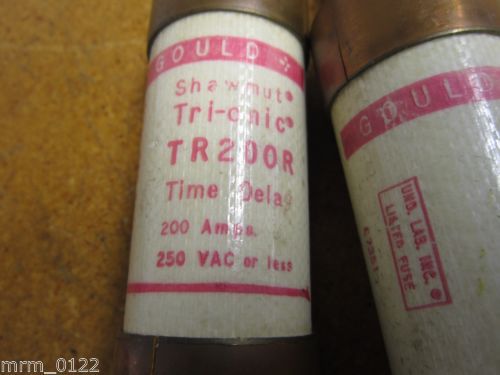 GOULD
Shawmut®
Tri-onic®
TR200R
Time Delay
200 Amps.
250 VAC or less
GOULD
UND. LAB. INC.®
LISTED FUSE
mrm_0122